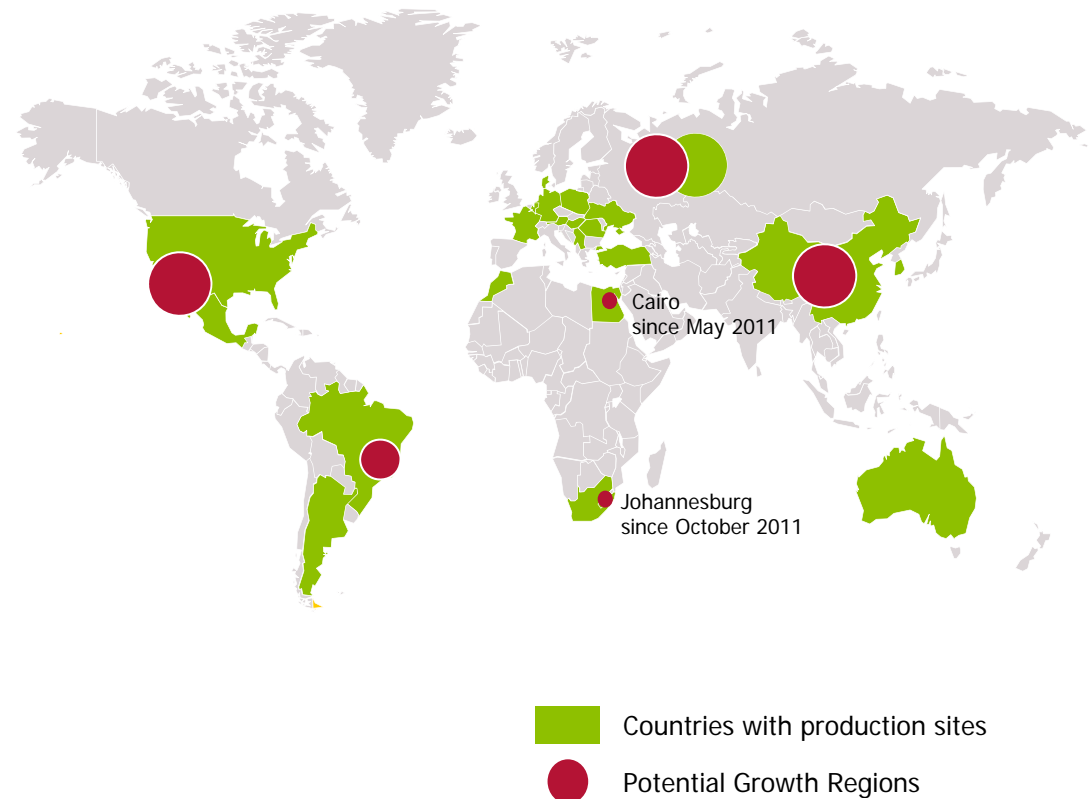 Cairo
since May 2011
Johannesburg
since October 2011
Countries with production sites
Potential Growth Regions